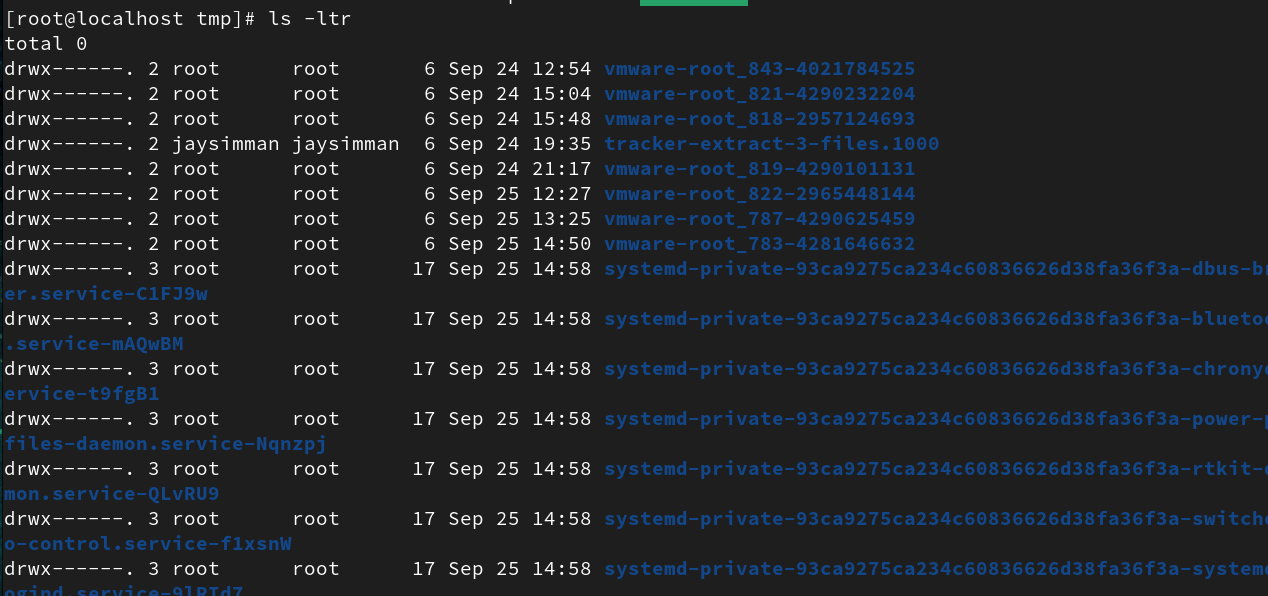 [root@localhost tmp]# ls -ltr
total 0
drwx------. 2 root      root       6 Sep 24 12:54 vmware-root_843-4021784525
drwx------. 2 root      root       6 Sep 24 15:04 vmware-root_821-4290232204
drwx------. 2 root      root       6 Sep 24 15:48 vmware-root_818-2957124693
drwx------. 2 jaysimman jaysimman  6 Sep 24 19:35 tracker-extract-3-files.1000
drwx------. 2 root      root       6 Sep 24 21:17 vmware-root_819-4290101131
drwx------. 2 root      root       6 Sep 25 12:27 vmware-root_822-2965448144
drwx------. 2 root      root       6 Sep 25 13:25 vmware-root_787-4290625459
drwx------. 2 root      root       6 Sep 25 14:50 vmware-root_783-4281646632
drwx------. 3 root      root      17 Sep 25 14:58 systemd-private-93ca9275ca234c60836626d38fa36f3a-dbus-br
er.service-C1FJ9w
drwx------. 3 root      root      17 Sep 25 14:58 systemd-private-93ca9275ca234c60836626d38fa36f3a-bluetoo
.service-mAQwBM
drwx------. 3 root      root      17 Sep 25 14:58 systemd-private-93ca9275ca234c60836626d38fa36f3a-chronyd
ervice-t9fgB1
drwx------. 3 root      root      17 Sep 25 14:58 systemd-private-93ca9275ca234c60836626d38fa36f3a-power-p
files-daemon.service-Nqnzpj
drwx------. 3 root      root      17 Sep 25 14:58 systemd-private-93ca9275ca234c60836626d38fa36f3a-rtkit-d
mon.service-QLvRU9
drwx------. 3 root      root      17 Sep 25 14:58 systemd-private-93ca9275ca234c60836626d38fa36f3a-switche
o-control.service-f1xsnW
drwx------. 3 root      root      17 Sep 25 14:58 systemd-private-93ca9275ca234c60836626d38fa36f3a-system
ogind.service-9lRId7